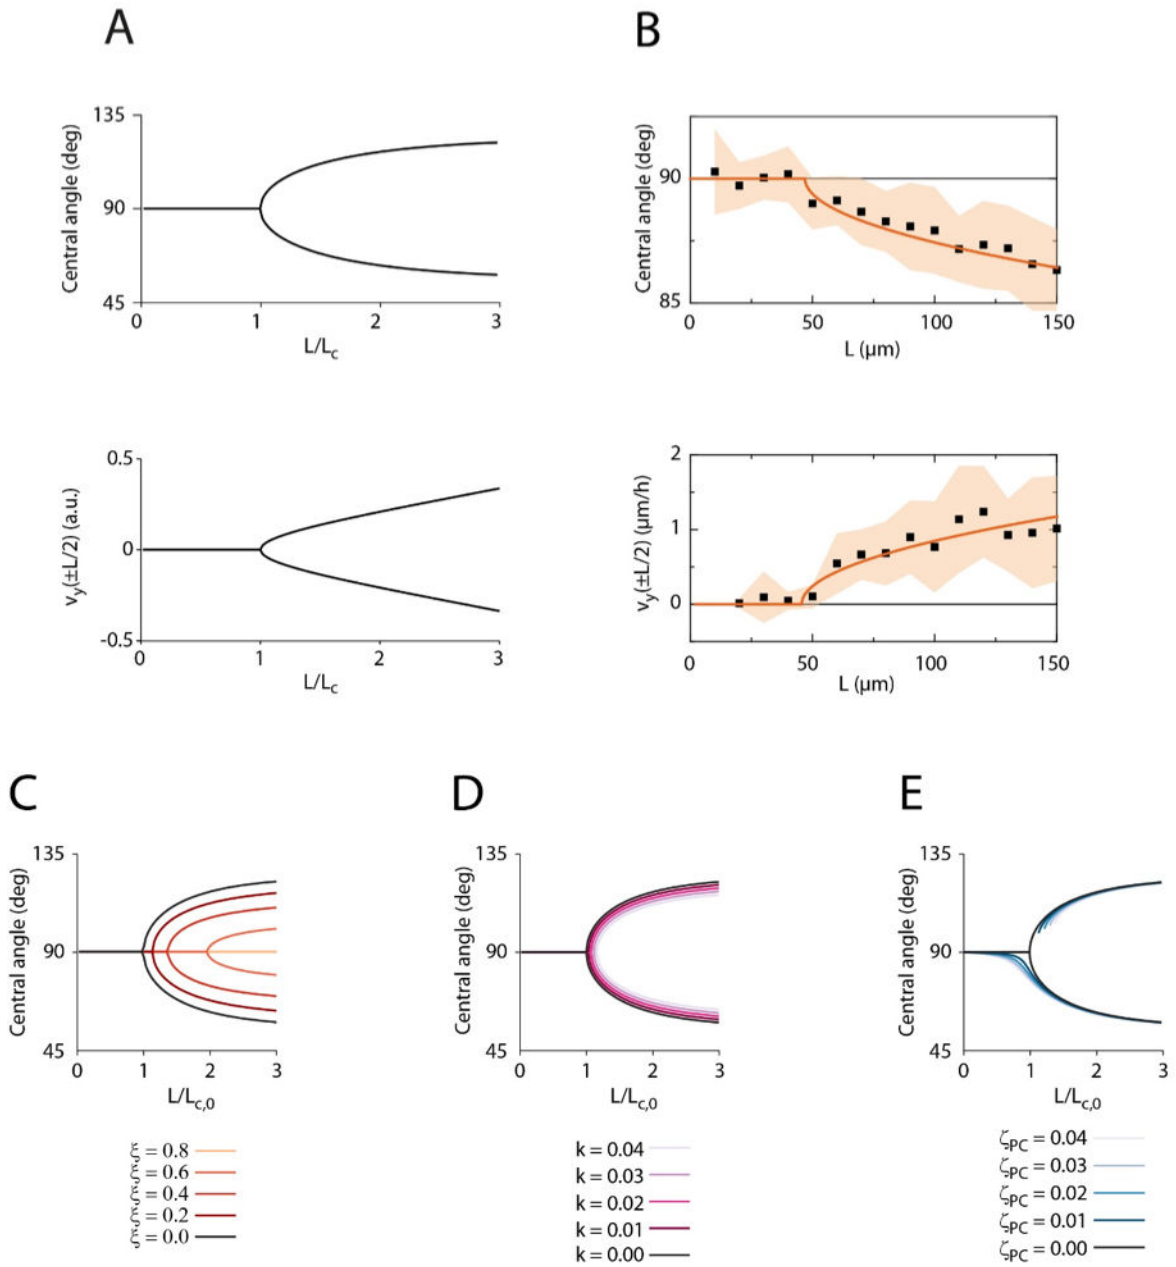 A
B
Central angle (deg)
135
90
45
0
1
2
3
L/Lc
Central angle (deg)
90
85
0
50
100
150
L (μm)
vy(±L/2) (a.u.)
0.5
0
-0.5
0
1
2
3
L/Lc
vy(±L/2) (μm/h)
2
1
0
0
50
100
150
L (μm)
C
D
E
Central angle (deg)
135
90
45
0
1
2
3
L/Lc,0
ξ = 0.8
ξ = 0.6
ξ = 0.4
ξ = 0.2
ξ = 0.0
Central angle (deg)
135
90
45
0
1
2
3
L/Lc,0
k = 0.04
k = 0.03
k = 0.02
k = 0.01
k = 0.00
Central angle (deg)
135
90
45
0
1
2
3
L/Lc,0
ζPC = 0.04
ζPC = 0.03
ζPC = 0.02
ζPC = 0.01
ζPC = 0.00